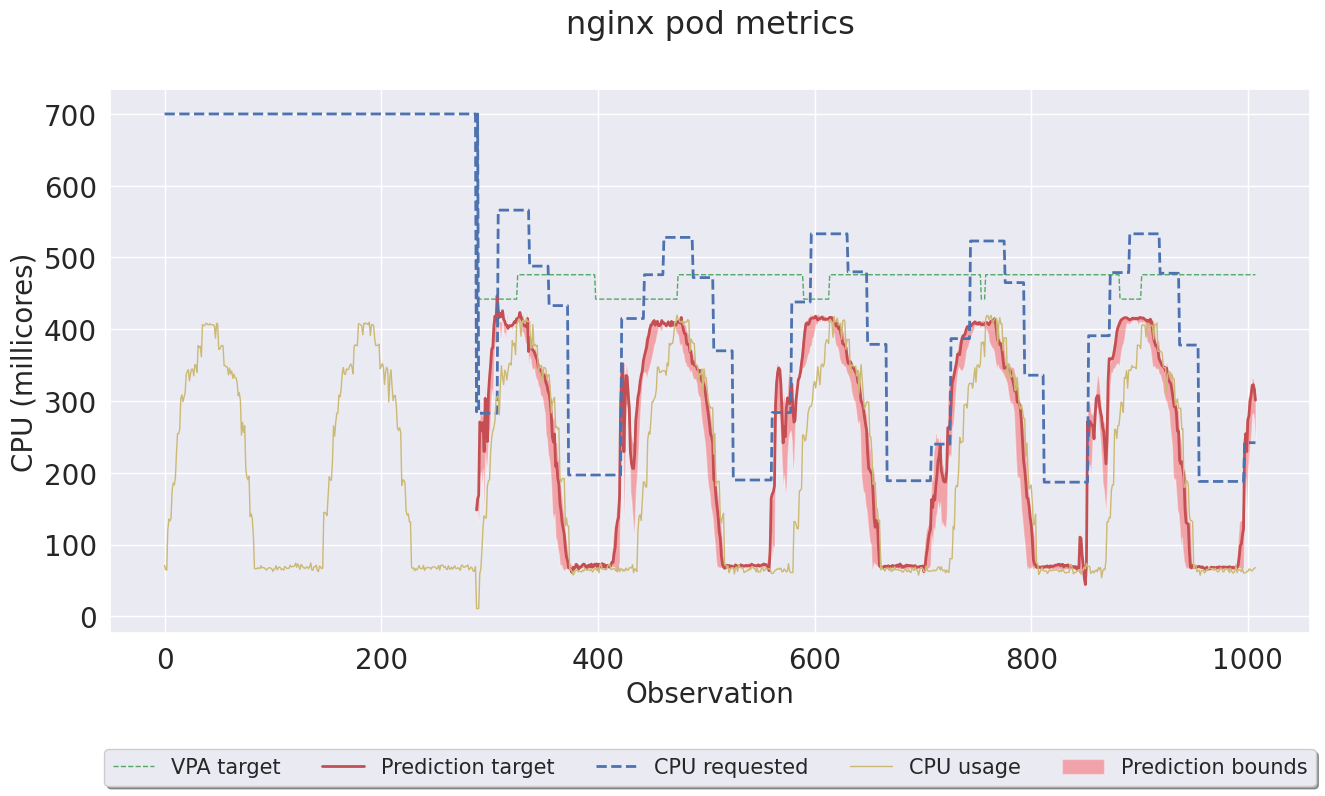 nginx pod metrics
CPU (millicores)
700
600
500
400
300
200
100
0
0 200 400 600 800 1000
Observation
VPA target Prediction target CPU requested CPU usage Prediction bounds